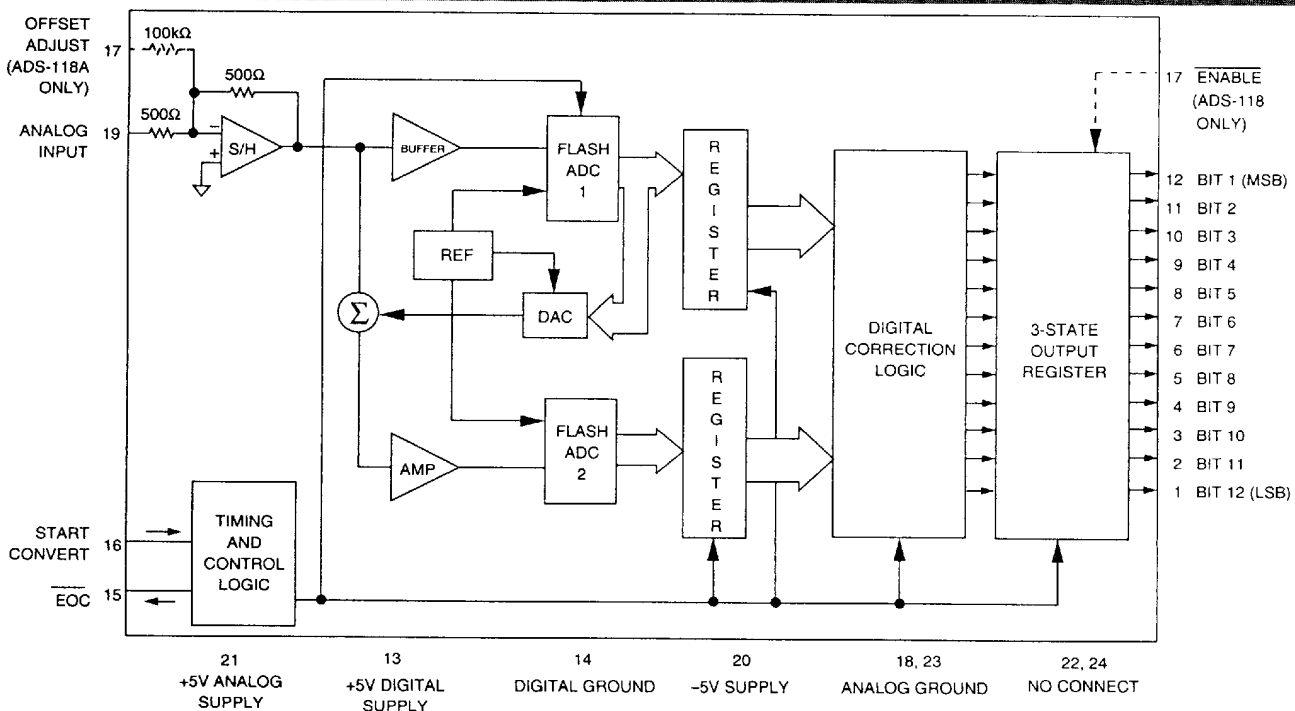 OFFSET
ADJUST
(ADS-118A
ONLY)
17
100kΩ
500Ω
500Ω
ANALOG
INPUT
19
−
+
S/H
BUFFER
FLASH
ADC
1
REF
DAC
Σ
AMP
FLASH
ADC
2
REGISTER
REGISTER
DIGITAL
CORRECTION
LOGIC
3-STATE
OUTPUT
REGISTER
17 ENABLE
(ADS-118
ONLY)
12 BIT 1 (MSB)
11 BIT 2
10 BIT 3
9 BIT 4
8 BIT 5
7 BIT 6
6 BIT 7
5 BIT 8
4 BIT 9
3 BIT 10
2 BIT 11
1 BIT 12 (LSB)
START
CONVERT
16
EOC 15
TIMING
AND
CONTROL
LOGIC
21
+5V ANALOG
SUPPLY
13
+5V DIGITAL
SUPPLY
14
DIGITAL GROUND
20
−5V SUPPLY
18, 23
ANALOG GROUND
22, 24
NO CONNECT